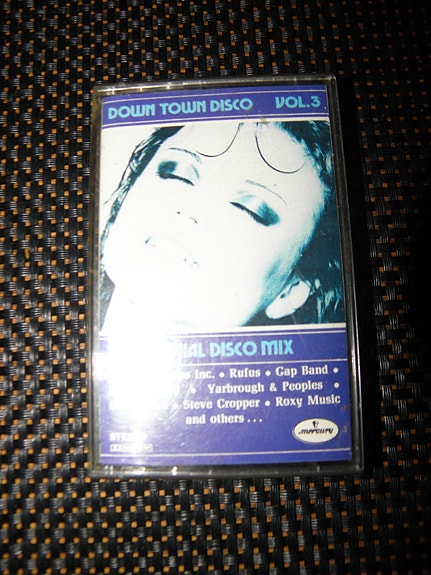 DOWN TOWN DISCO VOL.3
DISCO MIX
Inc. • Rufus • Gap Band •
Yarbrough & Peoples •
• Steve Cropper • Roxy Music
and others . . .
mercury